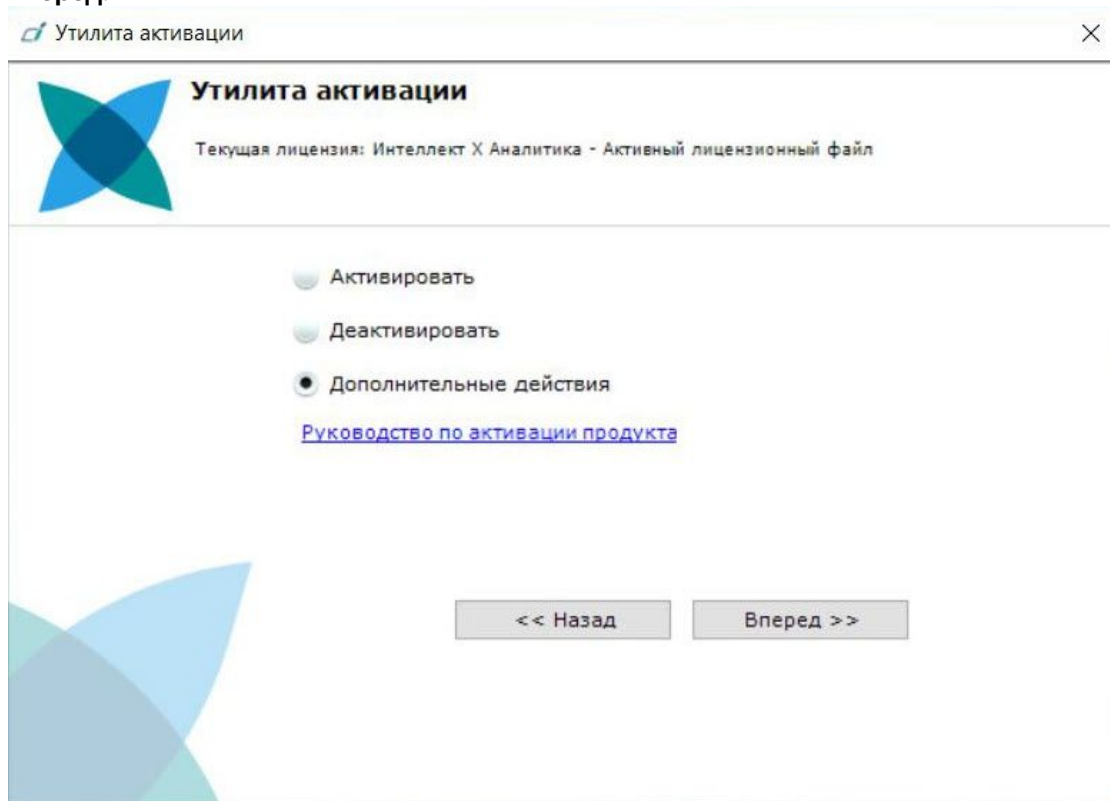 Утилита активации
Утилита активации
Текущая лицензия: Интеллект X Аналитика - Активный лицензионный файл
Активировать
Деактивировать
Дополнительные действия
Руководство по активации продукта
<< Назад
Вперед >>